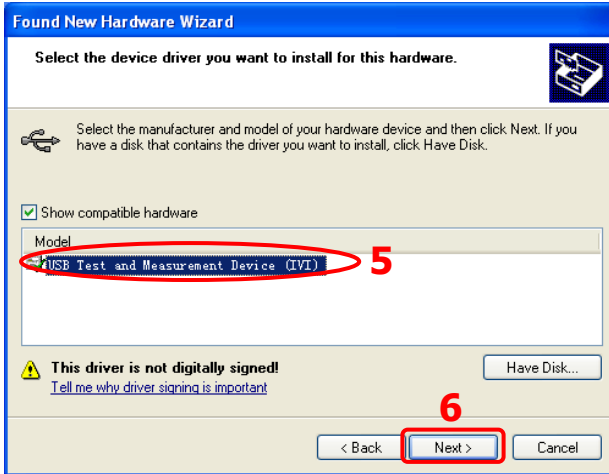 Found New Hardware Wizard
Select the device driver you want to install for this hardware.
Select the manufacturer and model of your hardware device and then click Next. If you
have a disk that contains the driver you want to install, click Have Disk.
Show compatible hardware
Model
USB Test and Measurement Device (IVI)
5
This driver is not digitally signed!
Have Disk...
Tell me why driver signing is important
6
< Back
Next >
Cancel